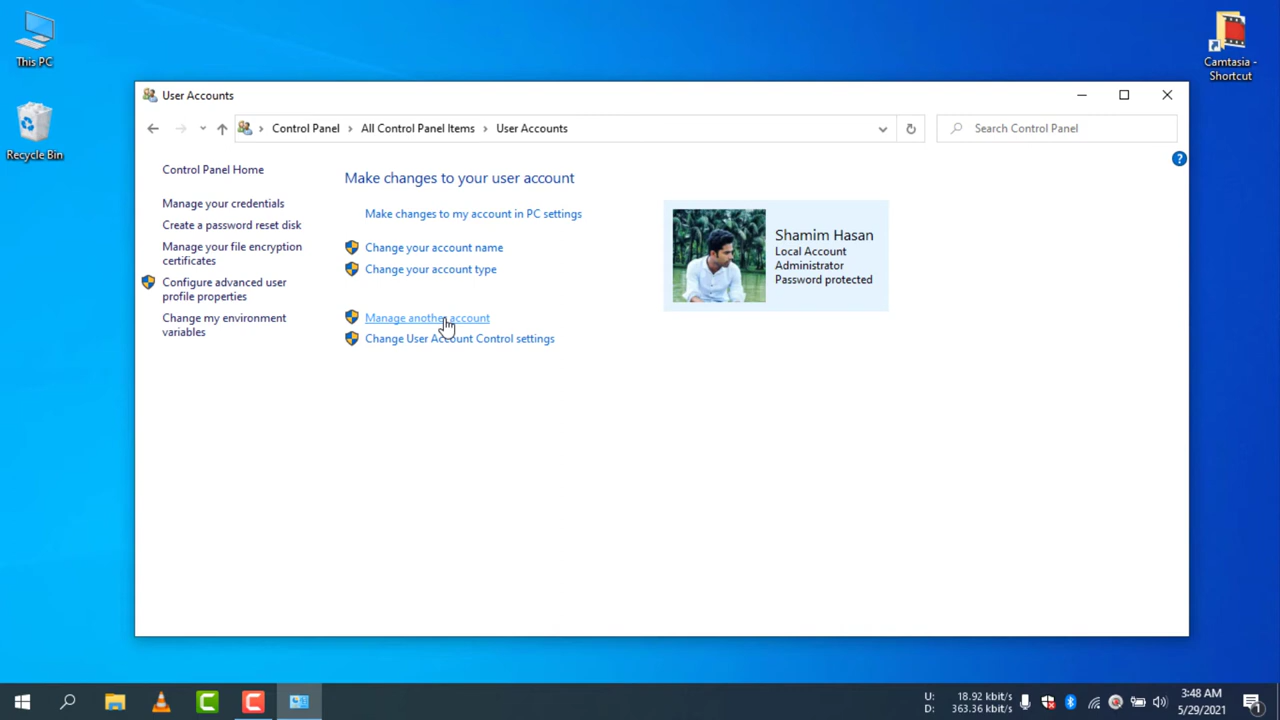 This PC
Recycle Bin
Camtasia -
Shortcut
User Accounts
Control Panel
All Control Panel Items
User Accounts
Search Control Panel
Control Panel Home
Manage your credentials
Create a password reset disk
Manage your file encryption
certificates
Configure advanced user
profile properties
Change my environment
variables
Make changes to your user account
Make changes to my account in PC settings
Change your account name
Change your account type
Manage another account
Change User Account Control settings
Shamim Hasan
Local Account
Administrator
Password protected
U: 18.92 kbit/s
D: 363.36 kbit/s
3:48 AM
5/29/2021
1